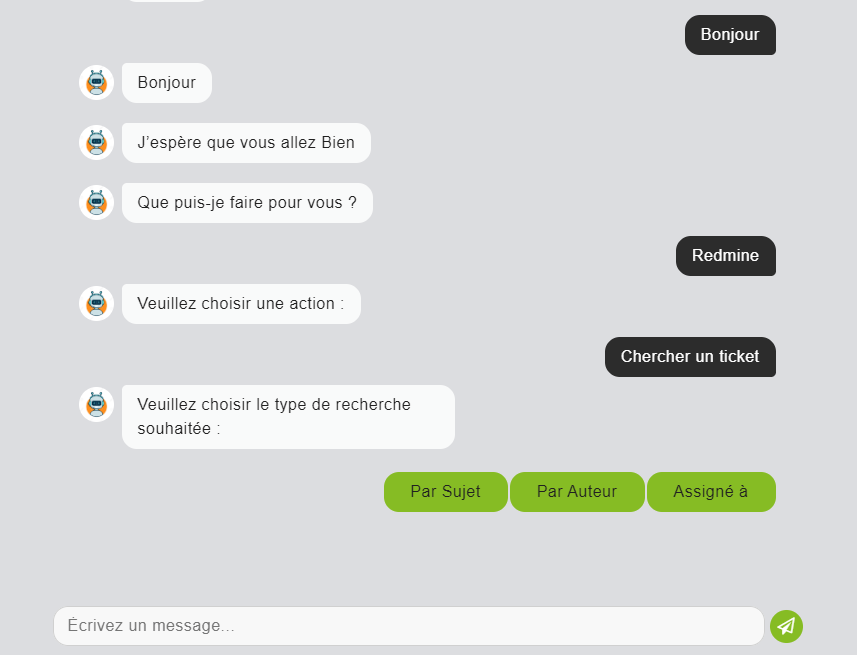 Bonjour
Bonjour
J’espère que vous allez Bien
Que puis-je faire pour vous ?
Redmine
Veuillez choisir une action :
Chercher un ticket
Veuillez choisir le type de recherche
souhaitée :
Par Sujet
Par Auteur
Assigné à
Écrivez un message...